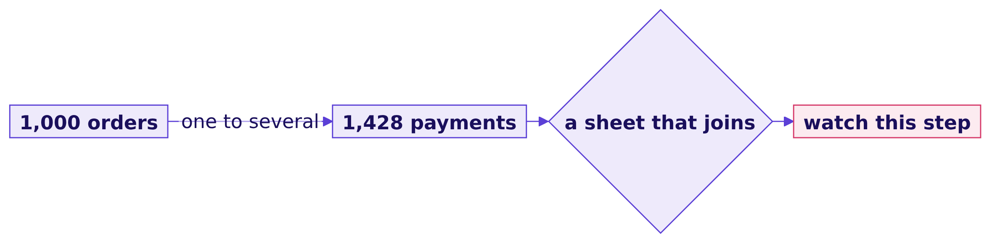 1,000 orders
one to several
1,428 payments
a sheet that joins
watch this step